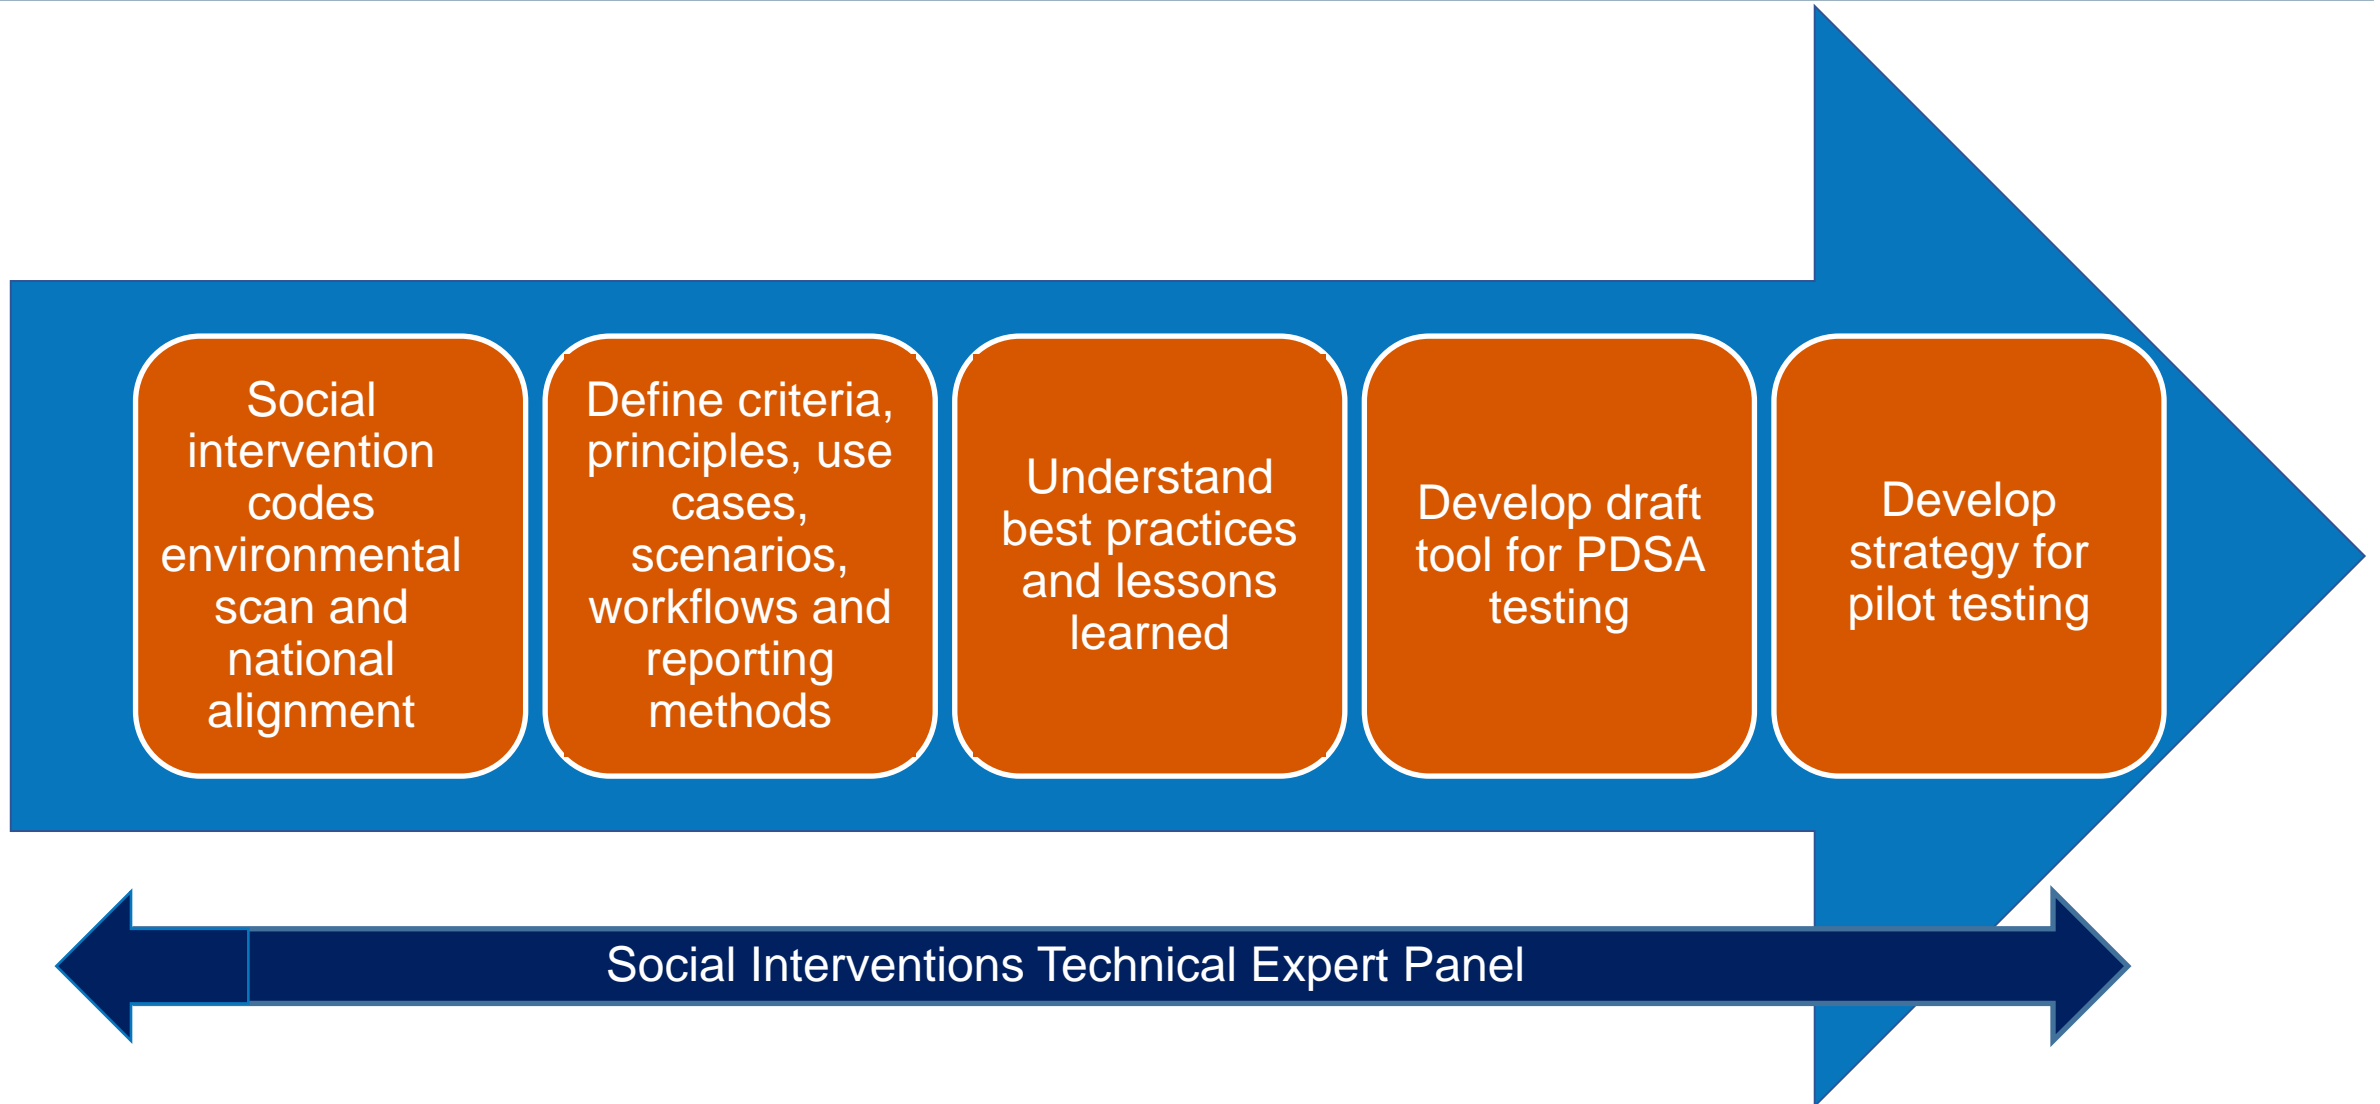 Social
intervention
codes
environmental
scan and
national
alignment
Define criteria,
principles, use
cases,
scenarios,
workflows and
reporting
methods
Understand
best practices
and lessons
learned
Develop draft
tool for PDSA
testing
Develop
strategy for
pilot testing
Social Interventions Technical Expert Panel